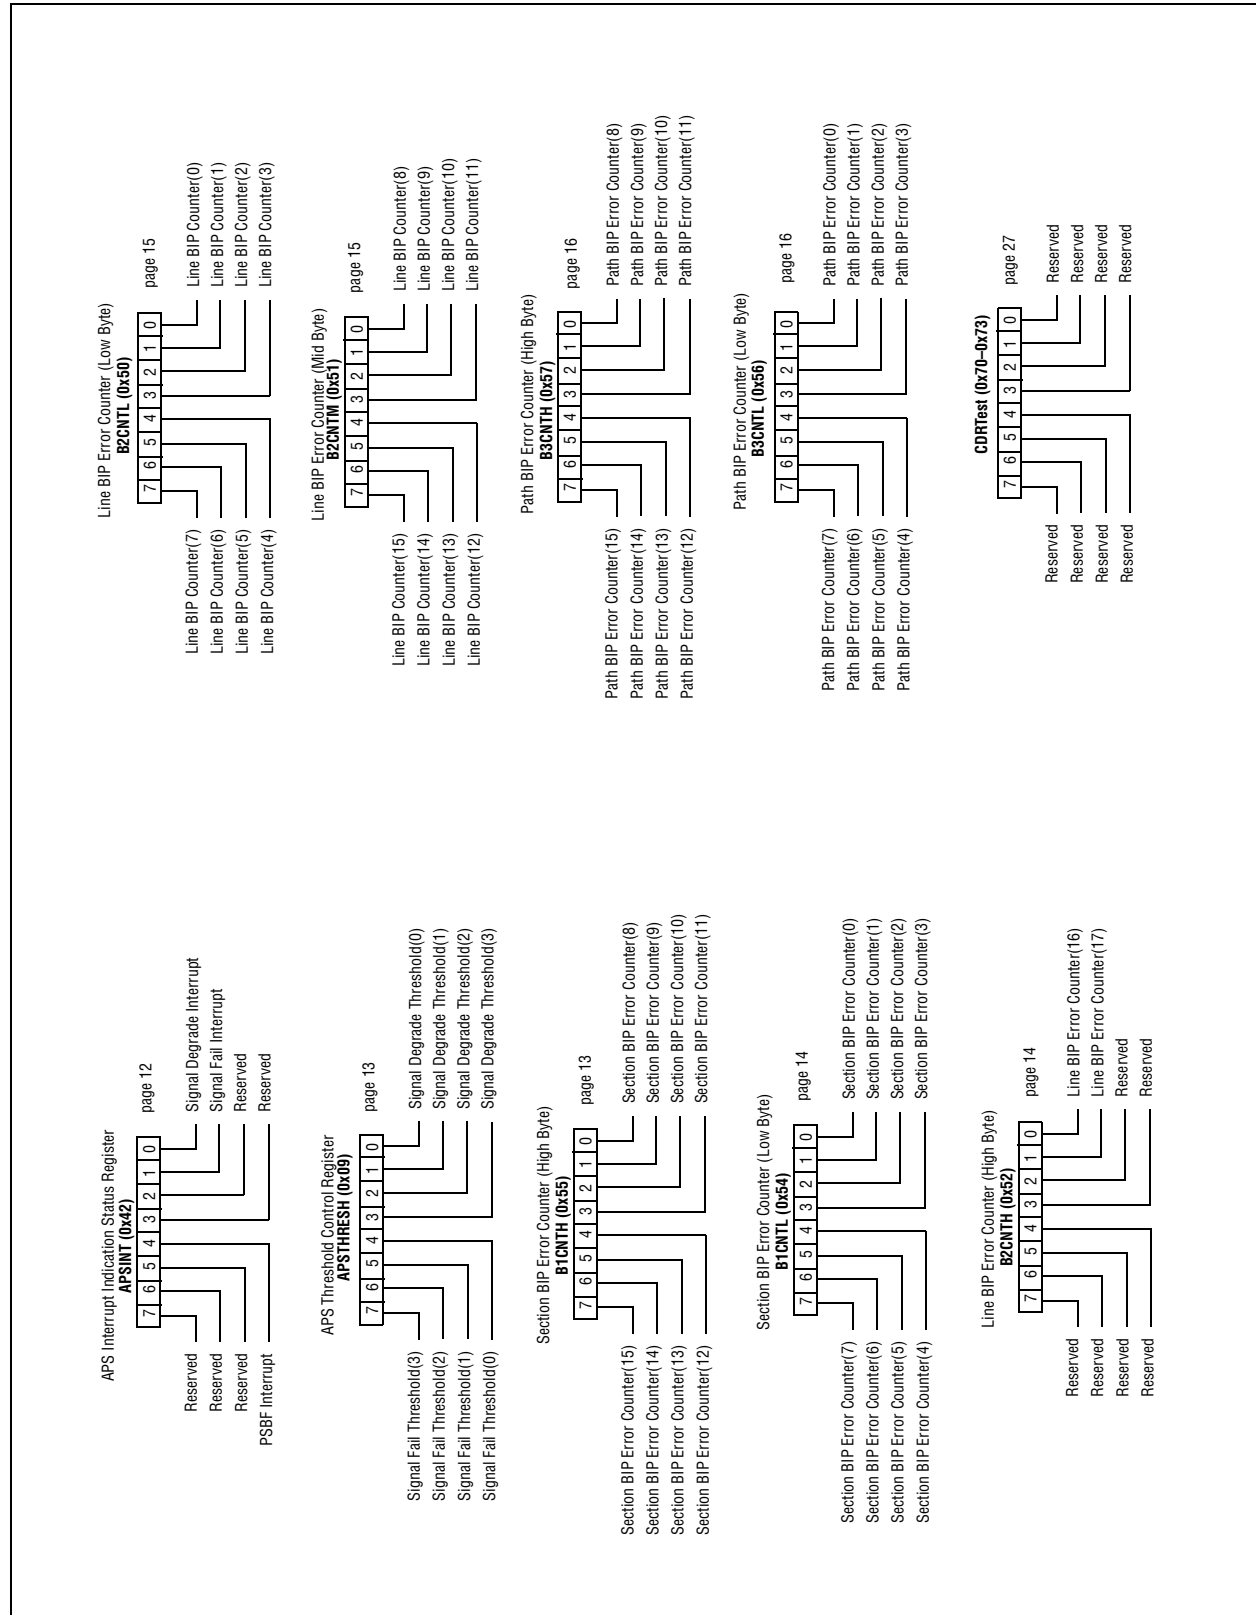 APS Interrupt Indication Status Register
APSINT (0x42)
7 6 5 4 3 2 1 0
page 12
Reserved
Reserved
Reserved
PSBF Interrupt
Signal Degrade Interrupt
Signal Fail Interrupt
Reserved
Reserved
APS Threshold Control Register
APSTHRESH (0x09)
7 6 5 4 3 2 1 0
page 13
Signal Fail Threshold(3)
Signal Fail Threshold(2)
Signal Fail Threshold(1)
Signal Fail Threshold(0)
Signal Degrade Threshold(0)
Signal Degrade Threshold(1)
Signal Degrade Threshold(2)
Signal Degrade Threshold(3)
Section BIP Error Counter (High Byte)
B1CNTH (0x55)
7 6 5 4 3 2 1 0
page 13
Section BIP Error Counter(15)
Section BIP Error Counter(14)
Section BIP Error Counter(13)
Section BIP Error Counter(12)
Section BIP Error Counter(8)
Section BIP Error Counter(9)
Section BIP Error Counter(10)
Section BIP Error Counter(11)
Section BIP Error Counter (Low Byte)
B1CNTL (0x54)
7 6 5 4 3 2 1 0
page 14
Section BIP Error Counter(7)
Section BIP Error Counter(6)
Section BIP Error Counter(5)
Section BIP Error Counter(4)
Section BIP Error Counter(0)
Section BIP Error Counter(1)
Section BIP Error Counter(2)
Section BIP Error Counter(3)
Line BIP Error Counter (High Byte)
B2CNTH (0x52)
7 6 5 4 3 2 1 0
page 14
Reserved
Reserved
Reserved
Reserved
Line BIP Error Counter(16)
Line BIP Error Counter(17)
Reserved
Reserved
Line BIP Error Counter (Low Byte)
B2CNTL (0x50)
7 6 5 4 3 2 1 0
page 15
Line BIP Counter(7)
Line BIP Counter(6)
Line BIP Counter(5)
Line BIP Counter(4)
Line BIP Counter(0)
Line BIP Counter(1)
Line BIP Counter(2)
Line BIP Counter(3)
Line BIP Error Counter (Mid Byte)
B2CNTM (0x51)
7 6 5 4 3 2 1 0
page 15
Line BIP Counter(15)
Line BIP Counter(14)
Line BIP Counter(13)
Line BIP Counter(12)
Line BIP Counter(8)
Line BIP Counter(9)
Line BIP Counter(10)
Line BIP Counter(11)
Path BIP Error Counter (High Byte)
B3CNTH (0x57)
7 6 5 4 3 2 1 0
page 16
Path BIP Error Counter(15)
Path BIP Error Counter(14)
Path BIP Error Counter(13)
Path BIP Error Counter(12)
Path BIP Error Counter(8)
Path BIP Error Counter(9)
Path BIP Error Counter(10)
Path BIP Error Counter(11)
Path BIP Error Counter (Low Byte)
B3CNTL (0x56)
7 6 5 4 3 2 1 0
page 16
Path BIP Error Counter(7)
Path BIP Error Counter(6)
Path BIP Error Counter(5)
Path BIP Error Counter(4)
Path BIP Error Counter(0)
Path BIP Error Counter(1)
Path BIP Error Counter(2)
Path BIP Error Counter(3)
CDRTest (0x70–0x73)
7 6 5 4 3 2 1 0
page 27
Reserved
Reserved
Reserved
Reserved
Reserved
Reserved
Reserved
Reserved